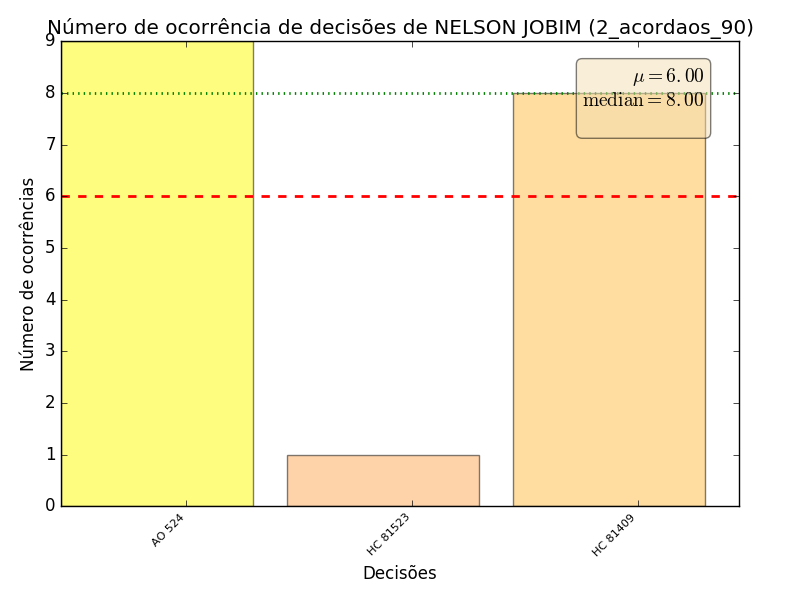 Número de ocorrência de decisões de NELSON JOBIM (2_acordaos_90)
9
8
7
6
5
4
3
2
1
0
Número de ocorrências
μ = 6.00
median = 8.00
AO 524
HC 81523
HC 81409
Decisões